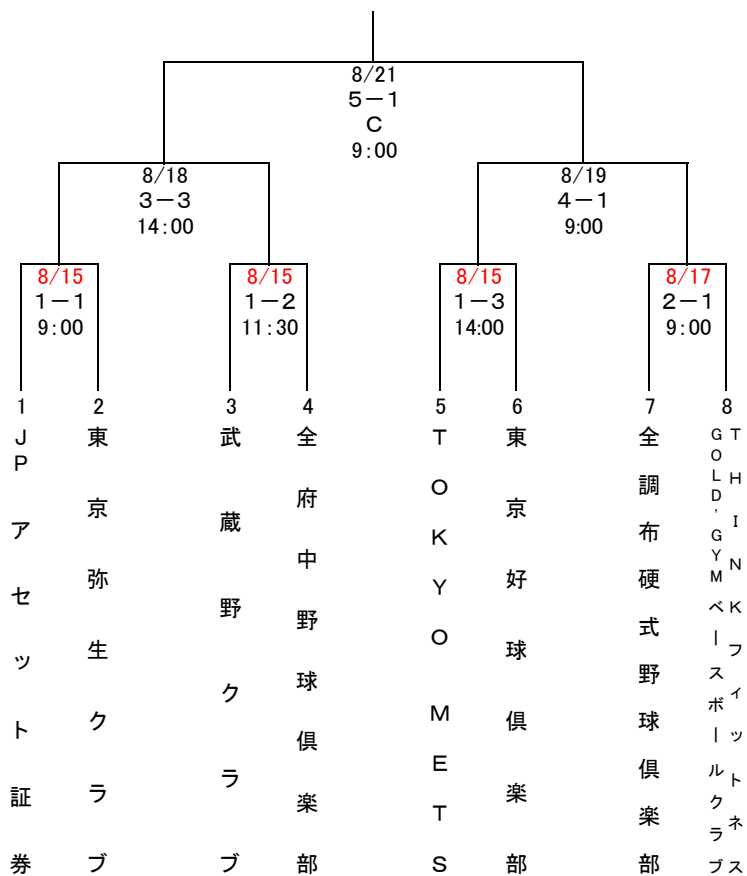 8/21
5－1
C
9:00
8/18
3－3
14:00
8/19
4－1
9:00
8/15
1－1
9:00
8/15
1－2
11:30
8/15
1－3
14:00
8/17
2－1
9:00
1
2
3
4
5
6
7
8
JPアセット証券
東京弥生クラブ
武蔵野クラブ
全府中野球倶楽部
TOKYO METS
東京好球倶楽部
全調布硬式野球倶楽部
THINKフィットネス
GOLD'GYMベースボールクラブ